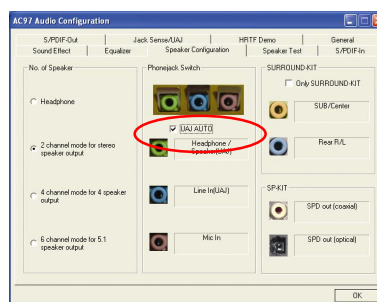 AC97 Audio Configuration
S/PDIF-Out
Jack Sense/UAJ
HRTF Demo
General
Sound Effect
Equalizer
Speaker Configuration
Speaker Test
S/PDIF-In
No. of Speaker
Headphone
2 channel mode for stereo
speaker output
4 channel mode for 4 speaker
output
6 channel mode for 5.1
speaker output
Phonejack Switch
UAJ AUTO
Headphone /
Speaker(UAJ)
Line In(UAJ)
Mic In
SURROUND-KIT
Only SURROUND-KIT
SUB/Center
Rear R/L
SP-KIT
SPD out (coaxial)
SPD out (optical)
OK